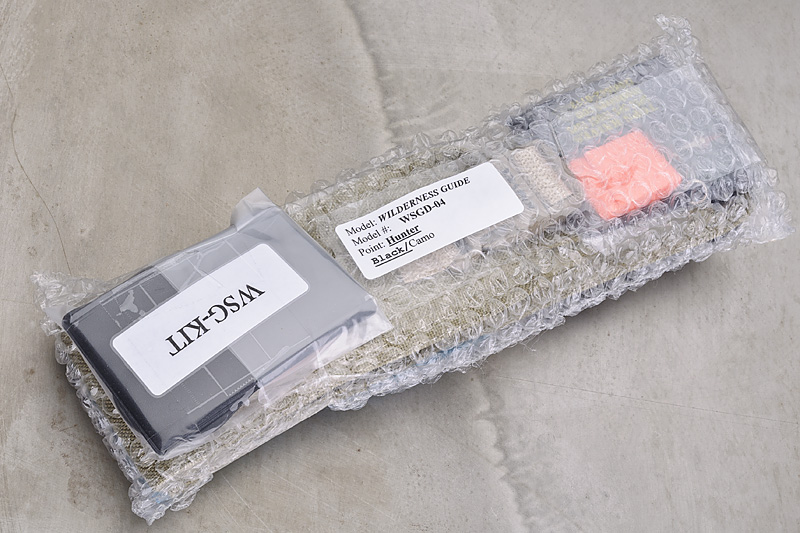 Model: WILDERNESS GUIDE
Model #: WSGD-04
Point: Hunter
Black/Camo
WSG-KIT